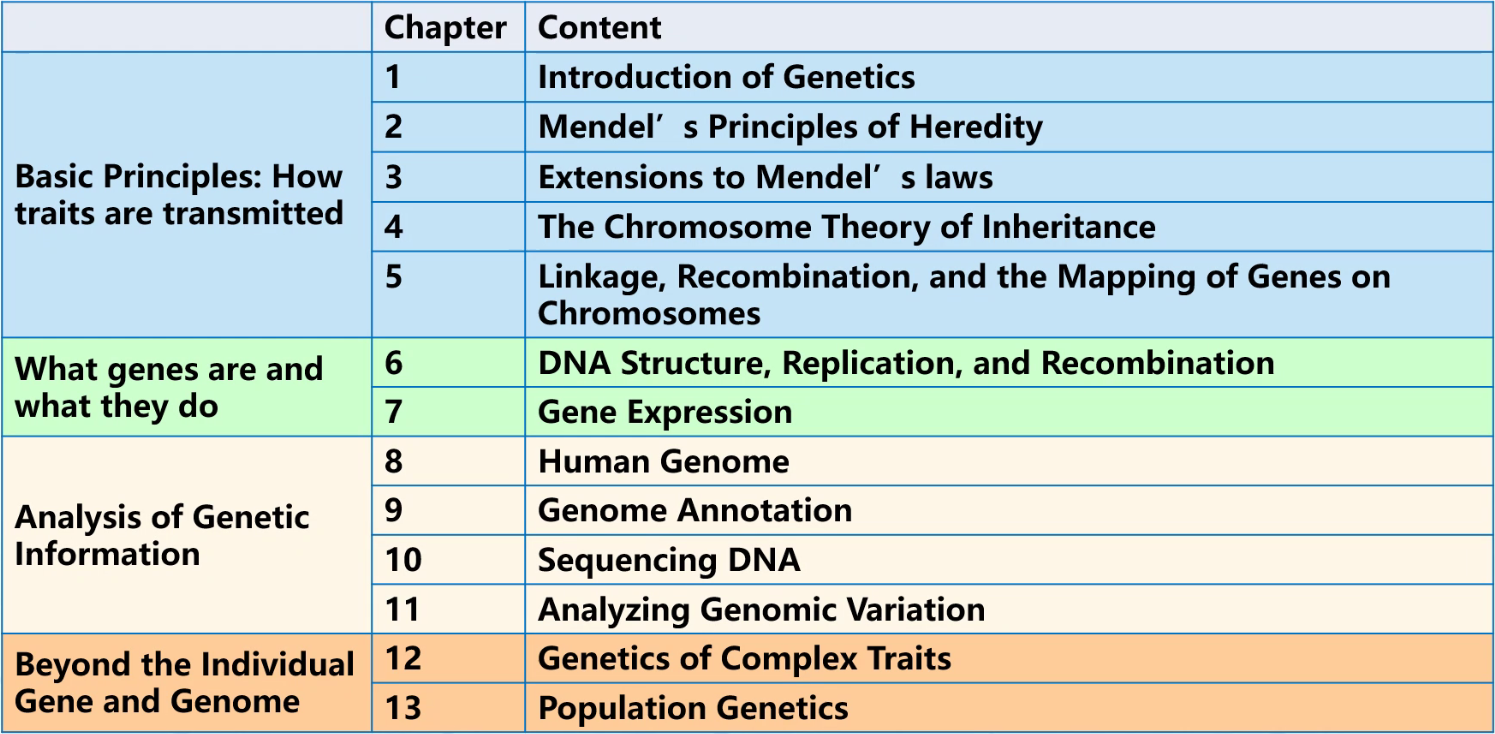 Chapter Content
Basic Principles: How
traits are transmitted
1 Introduction of Genetics
2 Mendel’s Principles of Heredity
3 Extensions to Mendel’s laws
4 The Chromosome Theory of Inheritance
5 Linkage, Recombination, and the Mapping of Genes on
Chromosomes
What genes are and
what they do
6 DNA Structure, Replication, and Recombination
7 Gene Expression
Analysis of Genetic
Information
8 Human Genome
9 Genome Annotation
10 Sequencing DNA
11 Analyzing Genomic Variation
Beyond the Individual
Gene and Genome
12 Genetics of Complex Traits
13 Population Genetics